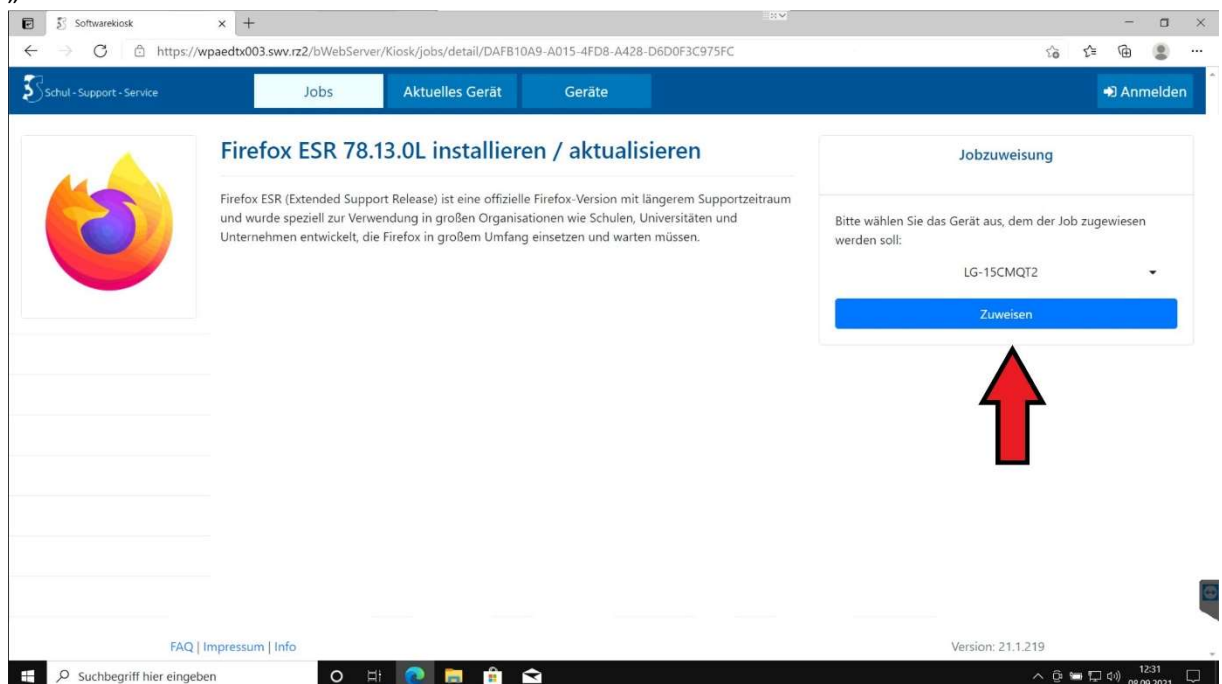 „
Softwarekiosk
https://wpaedtx003.swv.rz2/bWebServer/Kiosk/jobs/detail/DAFB10A9-A015-4FD8-A428-D6D0F3C975FC
Schul - Support - Service
Jobs
Aktuelles Gerät
Geräte
Anmelden
Firefox ESR 78.13.0L installieren / aktualisieren
Firefox ESR (Extended Support Release) ist eine offizielle Firefox-Version mit längerem Supportzeitraum
und wurde speziell zur Verwendung in großen Organisationen wie Schulen, Universitäten und
Unternehmen entwickelt, die Firefox in großem Umfang einsetzen und warten müssen.
Jobzuweisung
Bitte wählen Sie das Gerät aus, dem der Job zugewiesen
werden soll:
LG-15CMQT2
Zuweisen
FAQ | Impressum | Info
Version: 21.1.219
Suchbegriff hier eingeben
12:31
08.09.2021